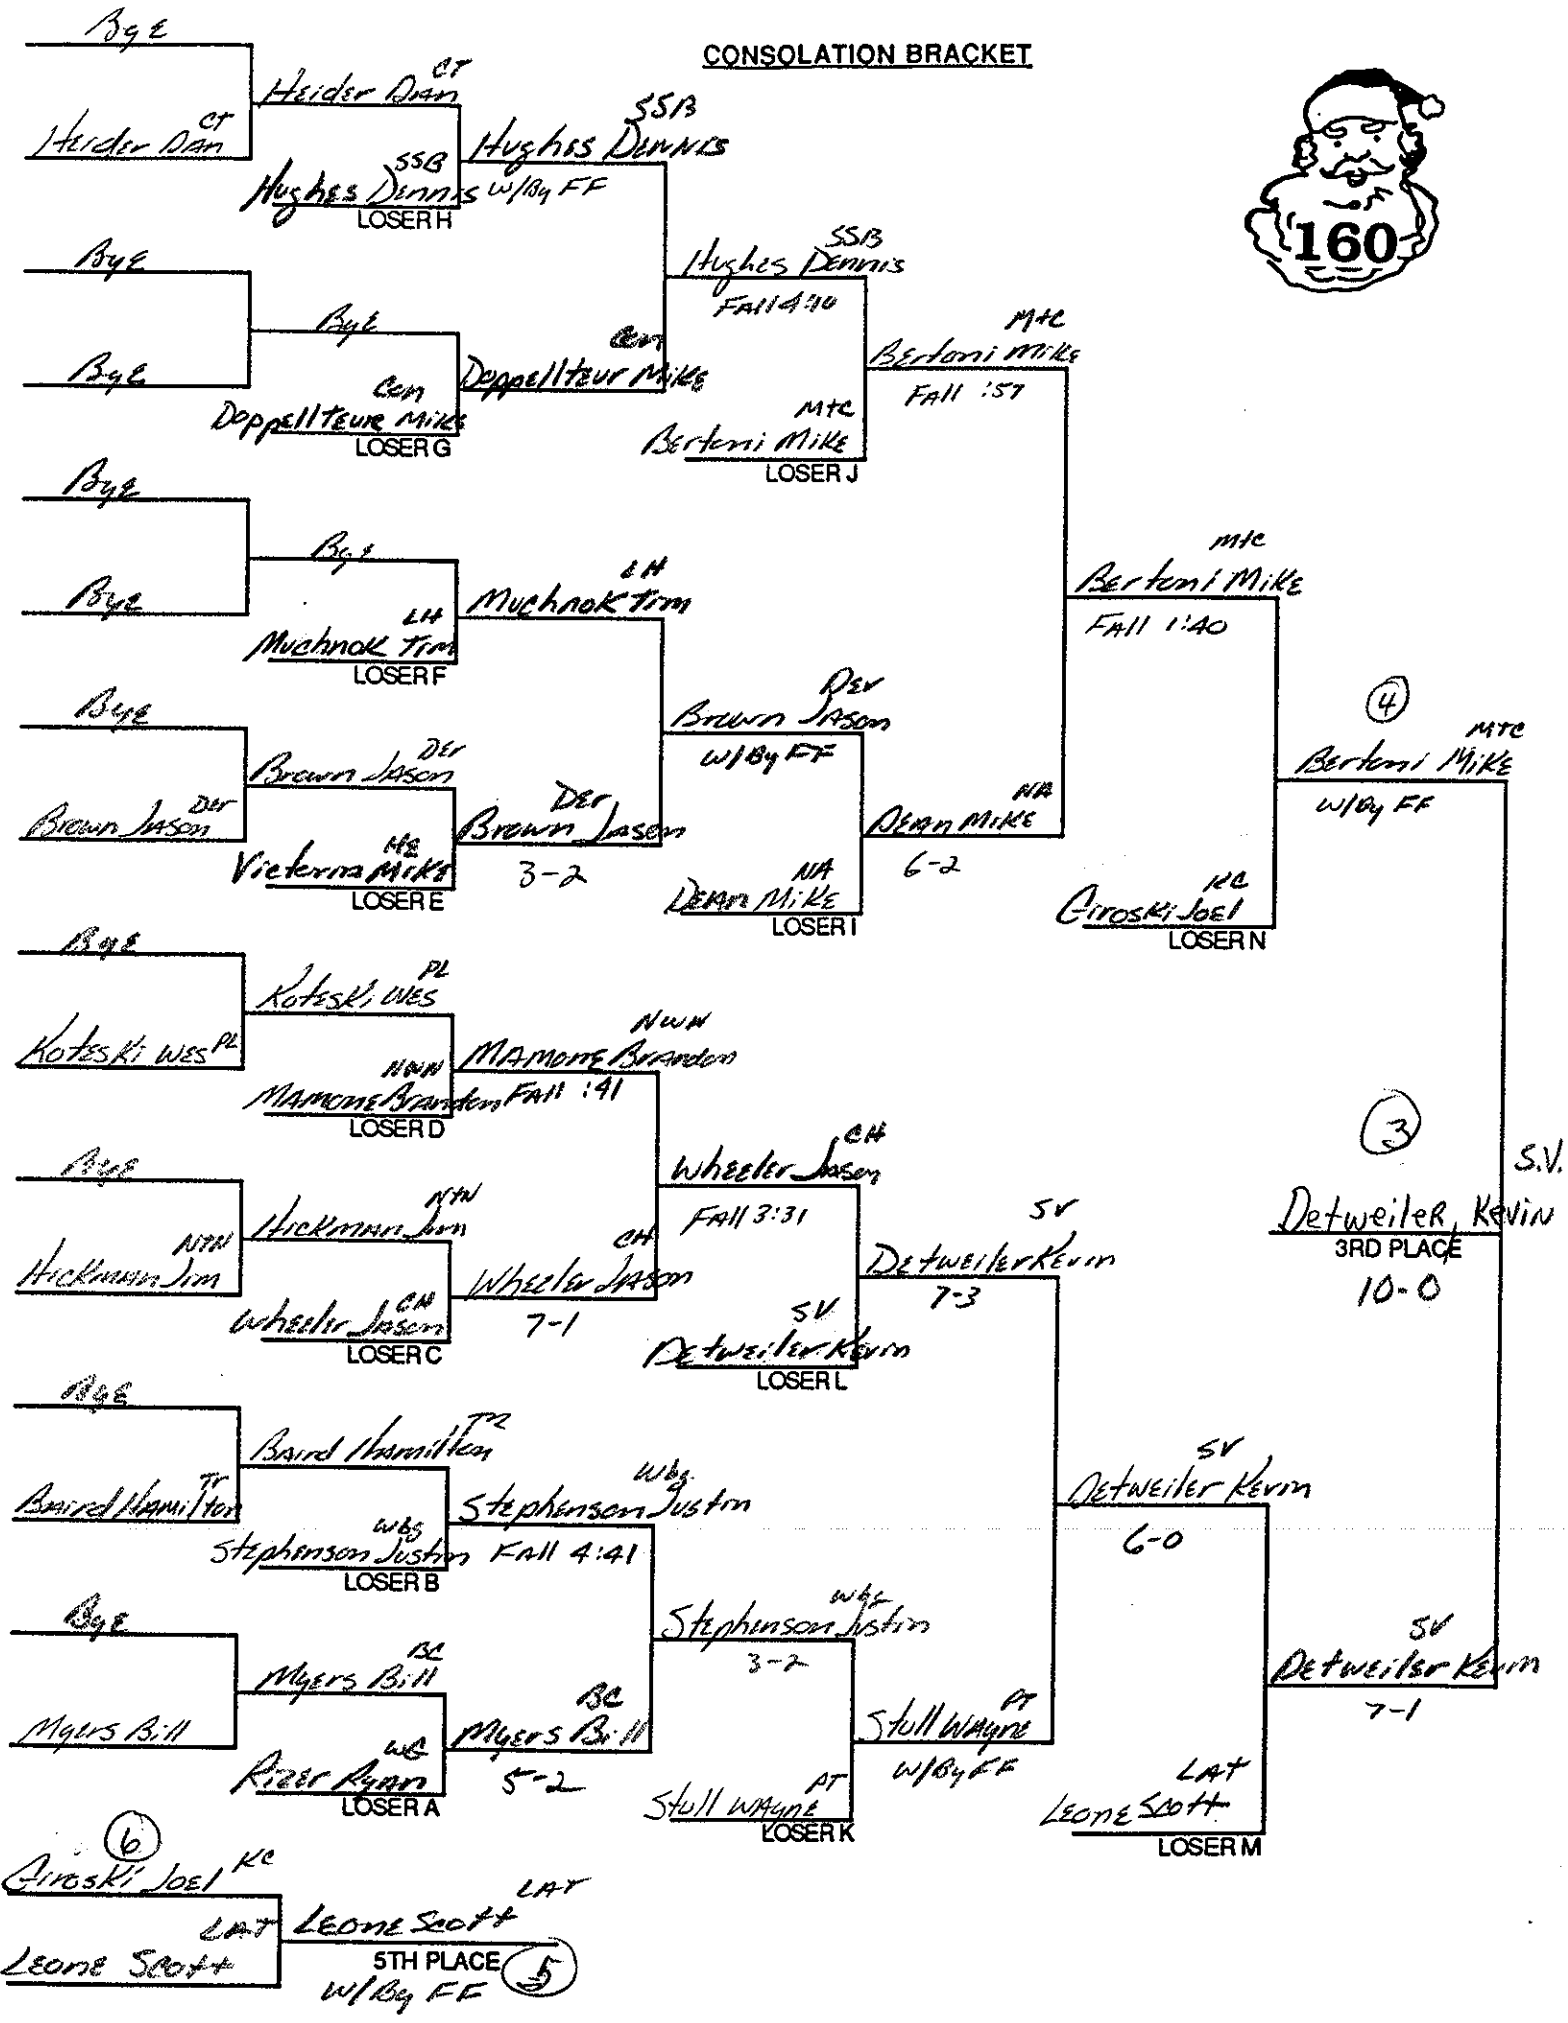 CONSOLATION BRACKET
160
Bye
Heider Dan CT
Heider Dan CT
Hughes Dennis SSB
LOSER H
Hughes Dennis SSB
W/By FF
Bye
Bye
Bye
Doppellteur Mike Cen
LOSER G
Doppellteur Mike Cen
Hughes Dennis SSB
Fall 4:10
Bertoni Mike MtC
LOSER J
Bertoni Mike MtC
Fall :57
Bye
Bye
Bye
Muchnok Tim LH
LOSER F
Muchnok Tim LH
Bye
Brown Jason Der
Brown Jason Der
Mike
LOSER E
Brown Jason Der
3-2
Brown Jason Der
W/By FF
Dean Mike NA
LOSER I
Dean Mike NA
6-2
Bertoni Mike MtC
Fall 1:40
Giroski Joel KC
LOSER N
4
Bertoni Mike MTC
W/By FF
Bye
Koteski Wes PL
Koteski Wes PL
Mamone Brandon NWN
LOSER D
Mamone Brandon NWN
Fall :41
Bye
Hickman Jim NTN
Hickman Jim NTN
Wheeler Jason CH
LOSER C
Wheeler Jason CH
7-1
Wheeler Jason CH
Fall 3:31
Detweiler Kevin SV
LOSER L
Detweiler Kevin SV
7-3
Bye
Baird Hamilton Tr
Baird Hamilton
Stephenson Justin Wbg
LOSER B
Stephenson Justin Wbg.
Fall 4:41
Bye
Myers Bill
Myers Bill BC
Rizer Ryan WC
LOSER A
Myers Bill BC
5-2
Stephenson Justin Wbg
3-2
Stull Wayne PT
LOSER K
Stull Wayne PT
W/By FF
Detweiler Kevin SV
6-0
Leone Scott LAT
LOSER M
Detweiler Kevin SV
7-1
3
S.V.
Detweiler, Kevin
3RD PLACE
10-0
6
Giroski Joel KC
Leone Scott LAT
Leone Scott LAT
5TH PLACE 5
W/By FF